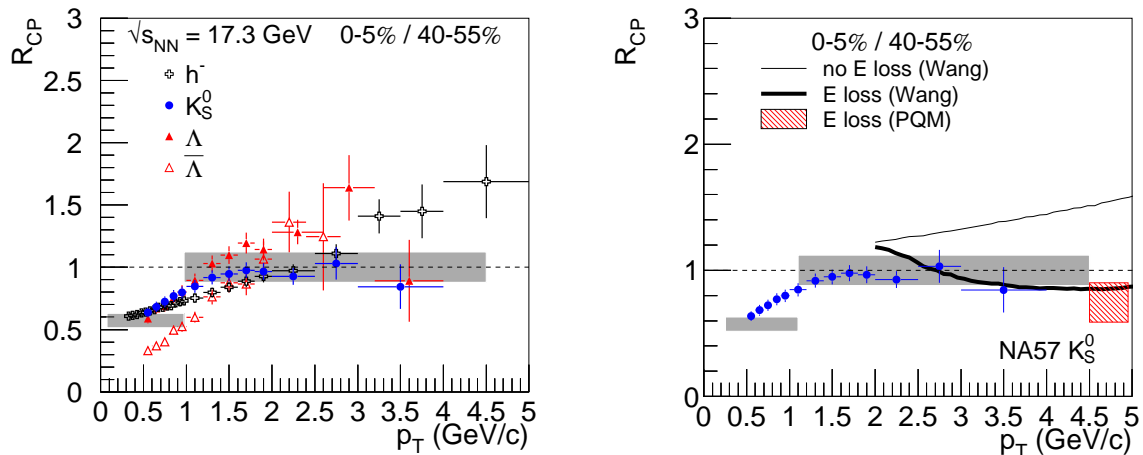 R_CP
3
2.5
2
1.5
1
0.5
0
√s_NN = 17.3 GeV 0-5% / 40-55%
h⁻
K⁰_S
Λ
Λ̅
0 0.5 1 1.5 2 2.5 3 3.5 4 4.5 5
p_T (GeV/c)
R_CP
3
2
1
0
0-5% / 40-55%
no E loss (Wang)
E loss (Wang)
E loss (PQM)
NA57 K⁰_S
0 0.5 1 1.5 2 2.5 3 3.5 4 4.5 5
p_T (GeV/c)